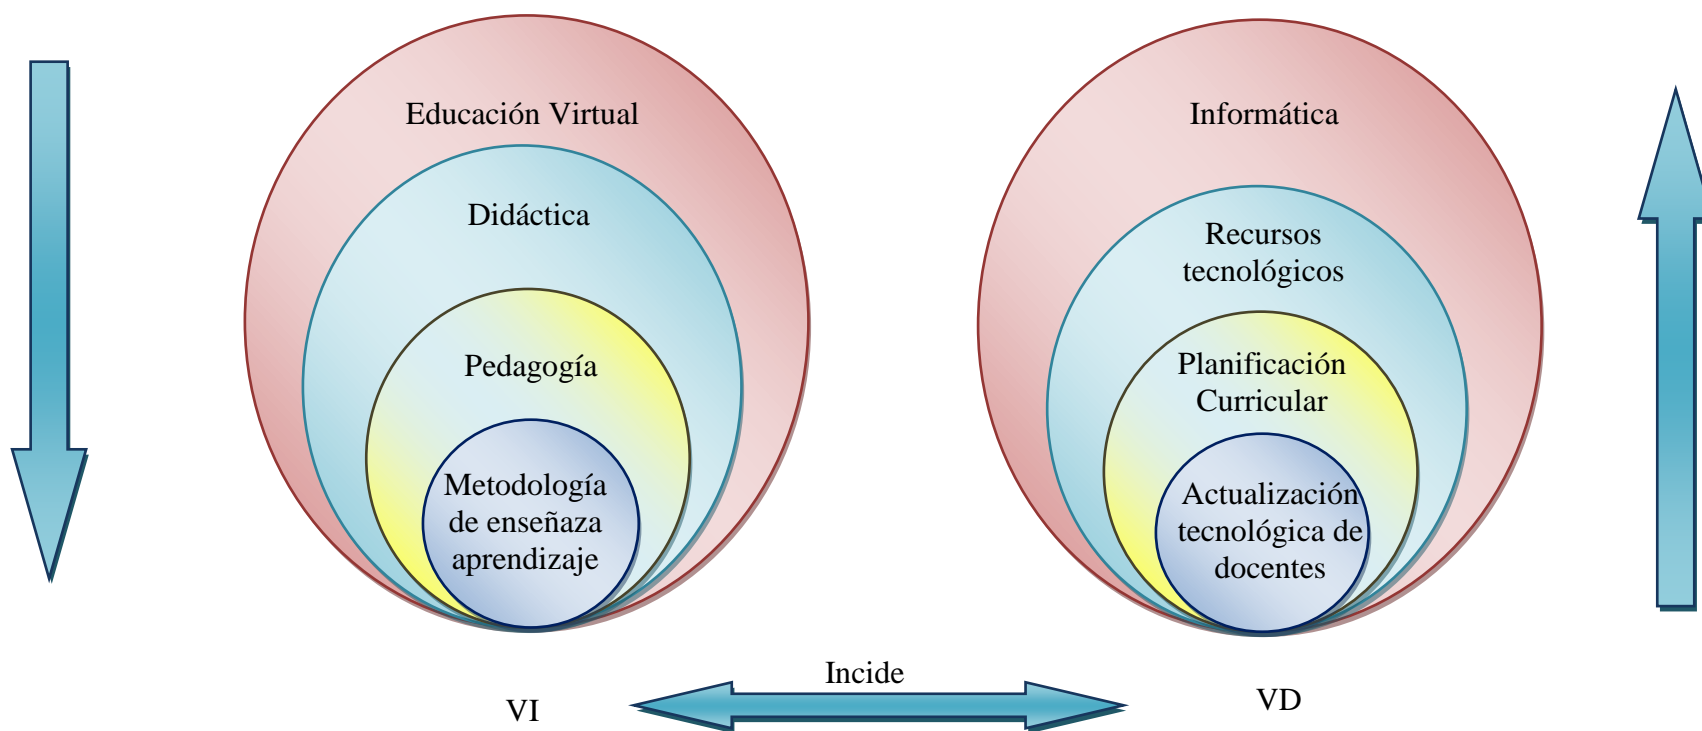 Educación Virtual
Didáctica
Pedagogía
Metodología
de enseñaza
aprendizaje
Informática
Recursos
tecnológicos
Planificación
Curricular
Actualización
tecnológica de
docentes
Incide
VI
VD